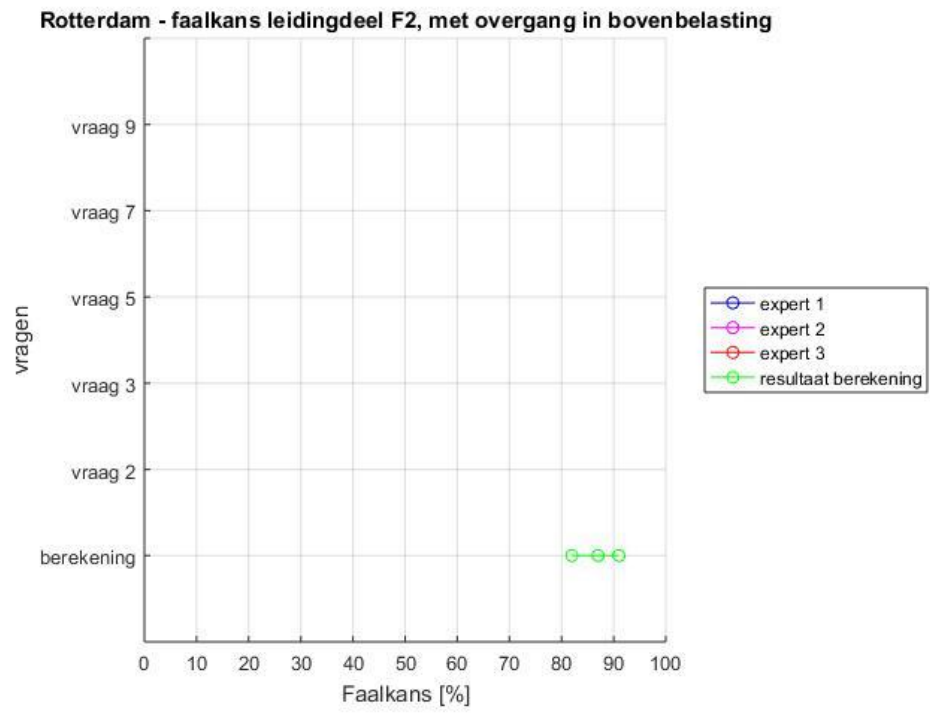 Rotterdam - faalkans leidingdeel F2, met overgang in bovenbelasting
vragen
vraag 9
vraag 7
vraag 5
vraag 3
vraag 2
berekening
0 10 20 30 40 50 60 70 80 90 100
Faalkans [%]
expert 1
expert 2
expert 3
resultaat berekening